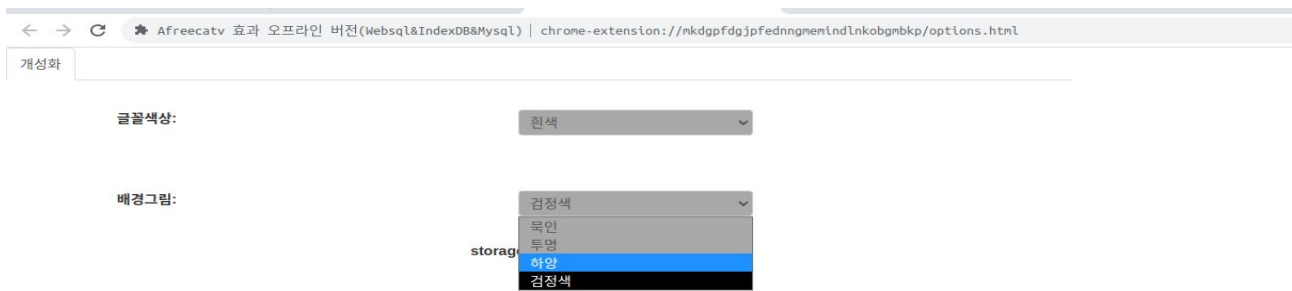 Afreecatv 효과 오프라인 버전(Websql&IndexDB&Mysql) | chrome-extension://mkdgpfdgjpfednngmemindlnkobgmbkp/options.html
개성화
글꼴색상: 흰색
배경그림: 검정색
묵인
storag 투명
하양
검정색